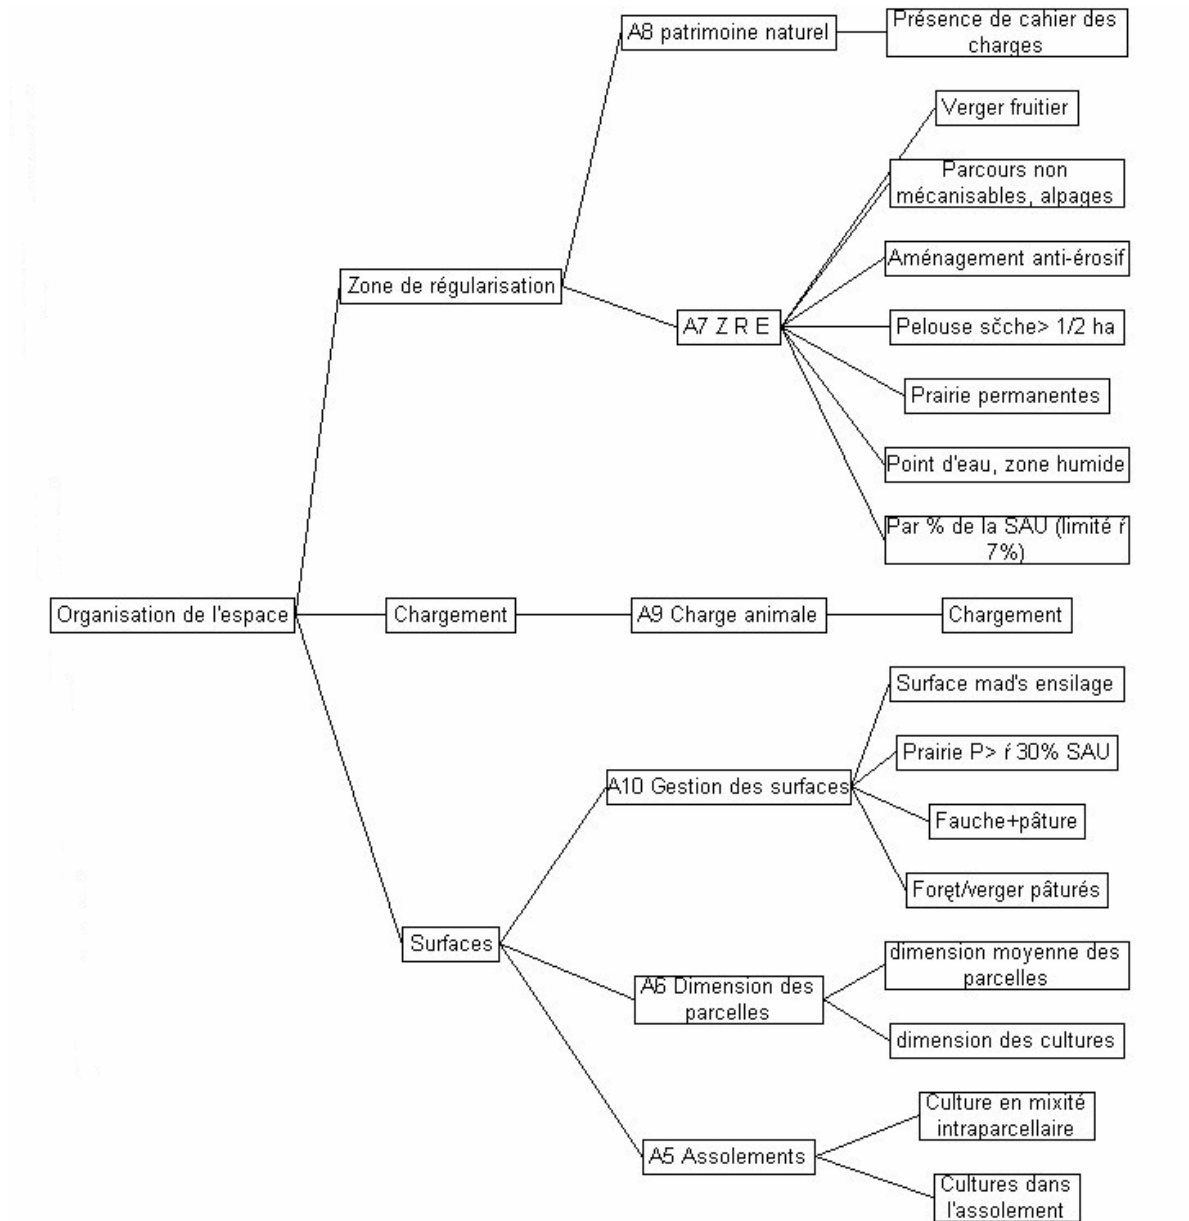 A8 patrimoine naturel
Présence de cahier des
charges
Verger fruitier
Parcours non
mécanisables, alpages
Aménagement anti-érosif
Zone de régularisation
A7 Z R E
Pelouse sčche> 1/2 ha
Prairie permanentes
Point d'eau, zone humide
Par % de la SAU (limité ŕ
7%)
Organisation de l'espace
Chargement
A9 Charge animale
Chargement
Surface mad's ensilage
Prairie P> ŕ 30% SAU
A10 Gestion des surfaces
Fauche+pâture
Foręt/verger pâturés
Surfaces
dimension moyenne des
parcelles
A6 Dimension des
parcelles
dimension des cultures
Culture en mixité
intraparcellaire
A5 Assolements
Cultures dans
l'assolement